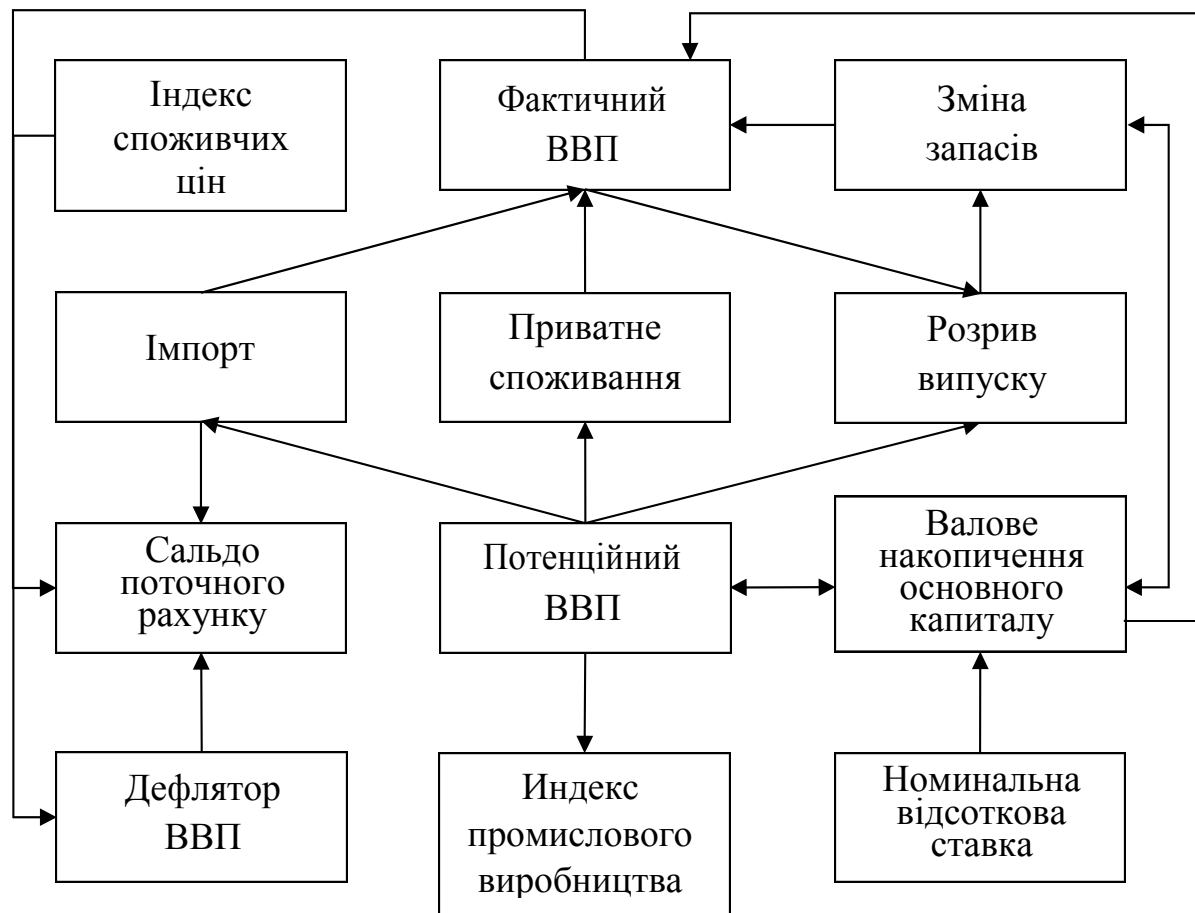 Індекс
споживчих
цін
Фактичний
ВВП
Зміна
запасів
Імпорт
Приватне
споживання
Розрив
випуску
Сальдо
поточного
рахунку
Потенційний
ВВП
Валове
накопичення
основного
капиталу
Дефлятор
ВВП
Индекс
промислового
виробництва
Номинальна
відсоткова
ставка